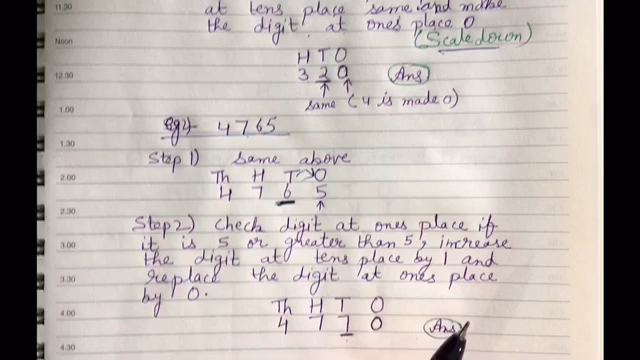 11.30
at tens place same and make
the digit at ones place 0
Noon
(Scale down)
H T O
12.30
3 2 0 Ans
same (4 is made 0)
1.00
Eg2- 4765
1.30
Step 1) same above
2.00
Th H T O
4 7 6 5
2.30
Step 2) Check digit at ones place if
3.00
it is 5 or greater than 5, increase
the digit at tens place by 1 and
3.30
replace the digit at ones place
by 0.
Th H T O
4.00
4 7 7 0 Ans
4.30